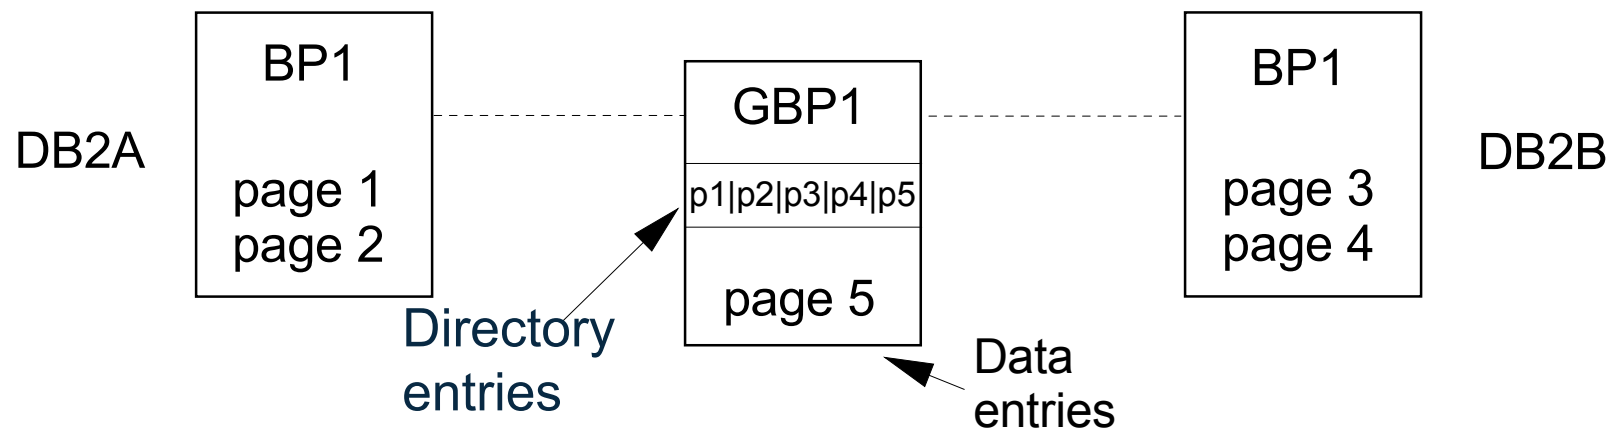 DB2A
BP1
page 1
page 2
GBP1
p1|p2|p3|p4|p5
page 5
BP1
page 3
page 4
DB2B
Directory
entries
Data
entries